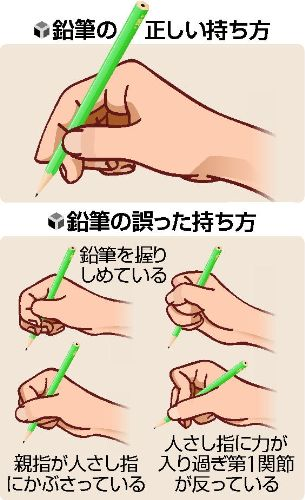 鉛筆の正しい持ち方
鉛筆の誤った持ち方
鉛筆を握り
しめている
親指が人さし指
にかぶさっている
人さし指に力が
入り過ぎ第1関節
が反っている